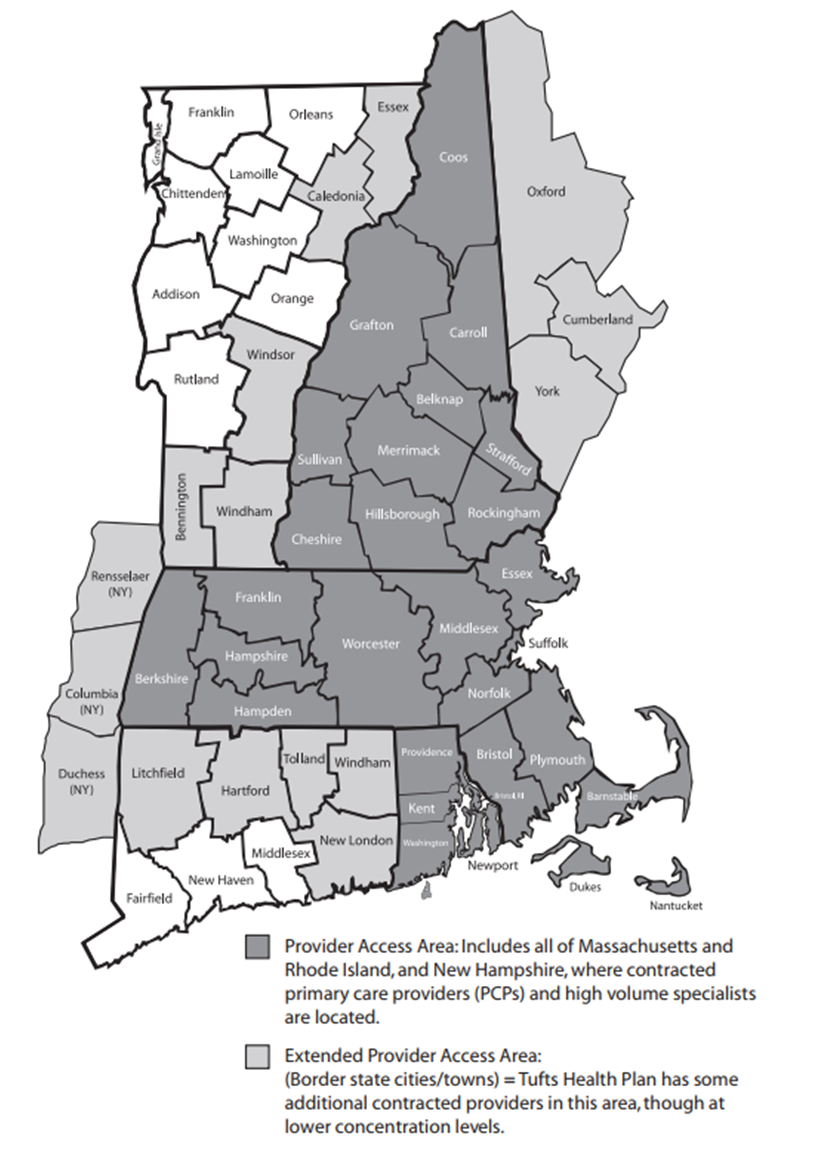 Franklin
Orleans
Essex
Grand Isle
Coos
Lamoille
Chittenden
Caledonia
Oxford
Washington
Addison
Orange
Cumberland
Grafton
Carroll
Windsor
Rutland
York
Belknap
Merrimack
Strafford
Sullivan
Bennington
Windham
Hillsborough
Rockingham
Cheshire
Rensselaer
(NY)
Essex
Franklin
Middlesex
Suffolk
Worcester
Hampshire
Berkshire
Columbia
(NY)
Norfolk
Hampden
Providence
Bristol
Plymouth
Tolland
Windham
Litchfield
Duchess
(NY)
Hartford
Bristol, RI
Barnstable
Kent
New London
Washington
Middlesex
Newport
New Haven
Dukes
Fairfield
Nantucket
Provider Access Area: Includes all of Massachusetts and
Rhode Island, and New Hampshire, where contracted
primary care providers (PCPs) and high volume specialists
are located.
Extended Provider Access Area:
(Border state cities/towns) = Tufts Health Plan has some
additional contracted providers in this area, though at
lower concentration levels.